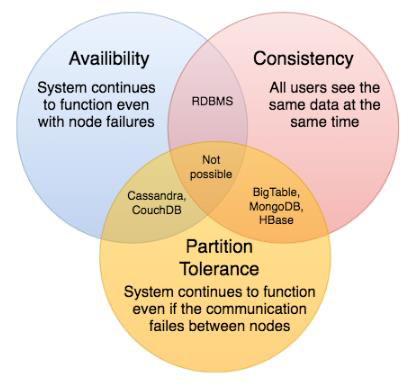 Availibility
System continues
to function even
with node failures
Consistency
All users see the
same data at the
same time
RDBMS
Not
possible
Cassandra,
CouchDB
BigTable,
MongoDB,
HBase
Partition
Tolerance
System continues to function
even if the communication
failes between nodes